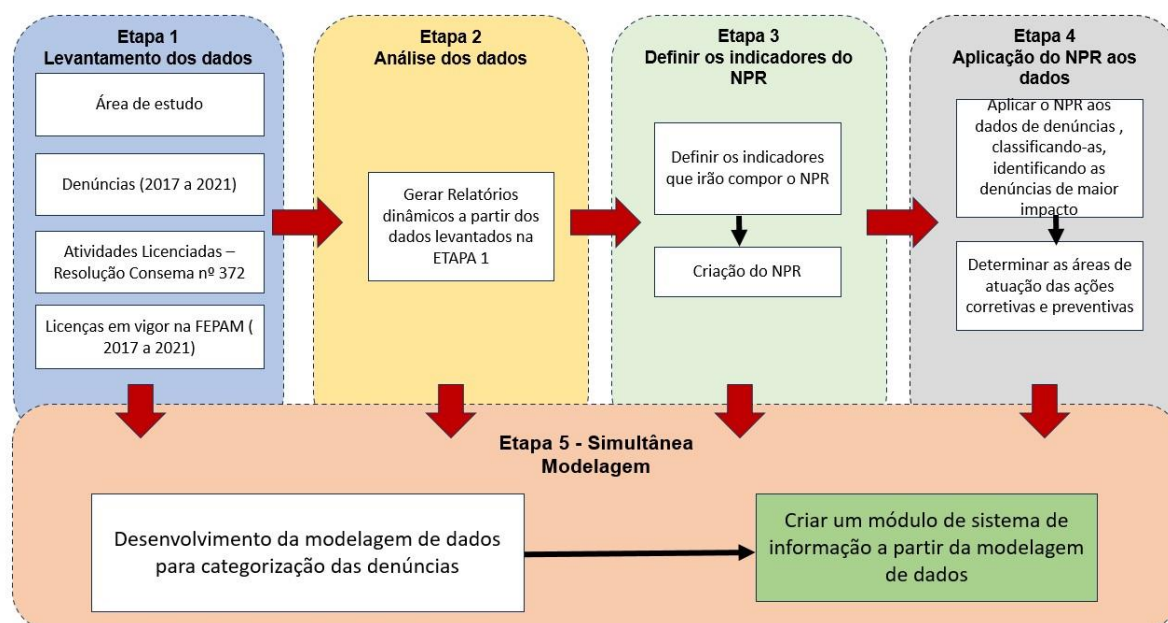 Etapa 1
Levantamento dos dados
Área de estudo
Denúncias (2017 a 2021)
Atividades Licenciadas –
Resolução Consema nº 372
Licenças em vigor na FEPAM (
2017 a 2021)
Etapa 2
Análise dos dados
Gerar Relatórios
dinâmicos a partir dos
dados levantados na
ETAPA 1
Etapa 3
Definir os indicadores do
NPR
Definir os indicadores
que irão compor o NPR
Criação do NPR
Etapa 4
Aplicação do NPR aos
dados
Aplicar o NPR aos
dados de denúncias ,
classificando-as,
identificando as
denúncias de maior
impacto
Determinar as áreas de
atuação das ações
corretivas e preventivas
Etapa 5 - Simultânea
Modelagem
Desenvolvimento da modelagem de dados
para categorização das denúncias
Criar um módulo de sistema de
informação a partir da modelagem
de dados